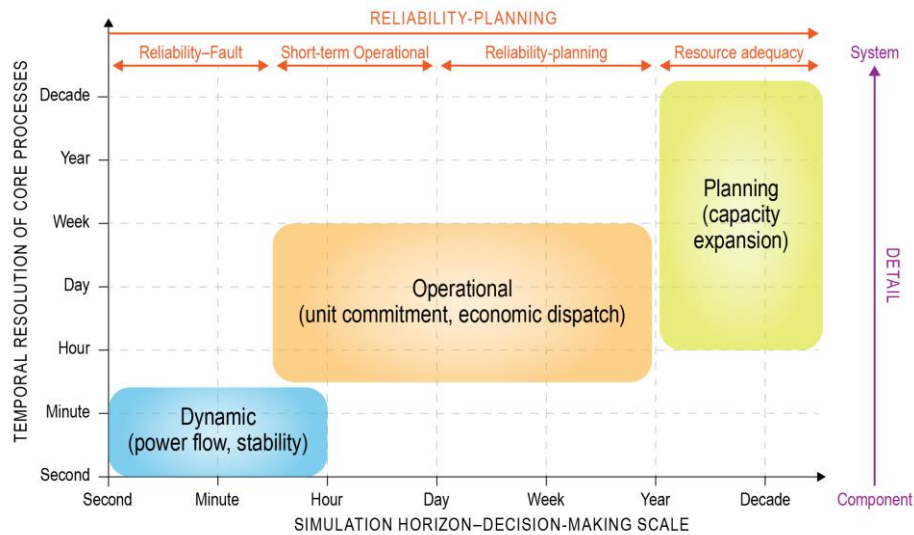 RELIABILITY-PLANNING
Reliability–Fault
Short-term Operational
Reliability-planning
Resource adequacy
System
TEMPORAL RESOLUTION OF CORE PROCESSES
Decade
Year
Week
Day
Hour
Minute
Second
Planning
(capacity
expansion)
Operational
(unit commitment, economic dispatch)
Dynamic
(power flow, stability)
DETAIL
Second
Minute
Hour
Day
Week
Year
Decade
Component
SIMULATION HORIZON–DECISION-MAKING SCALE